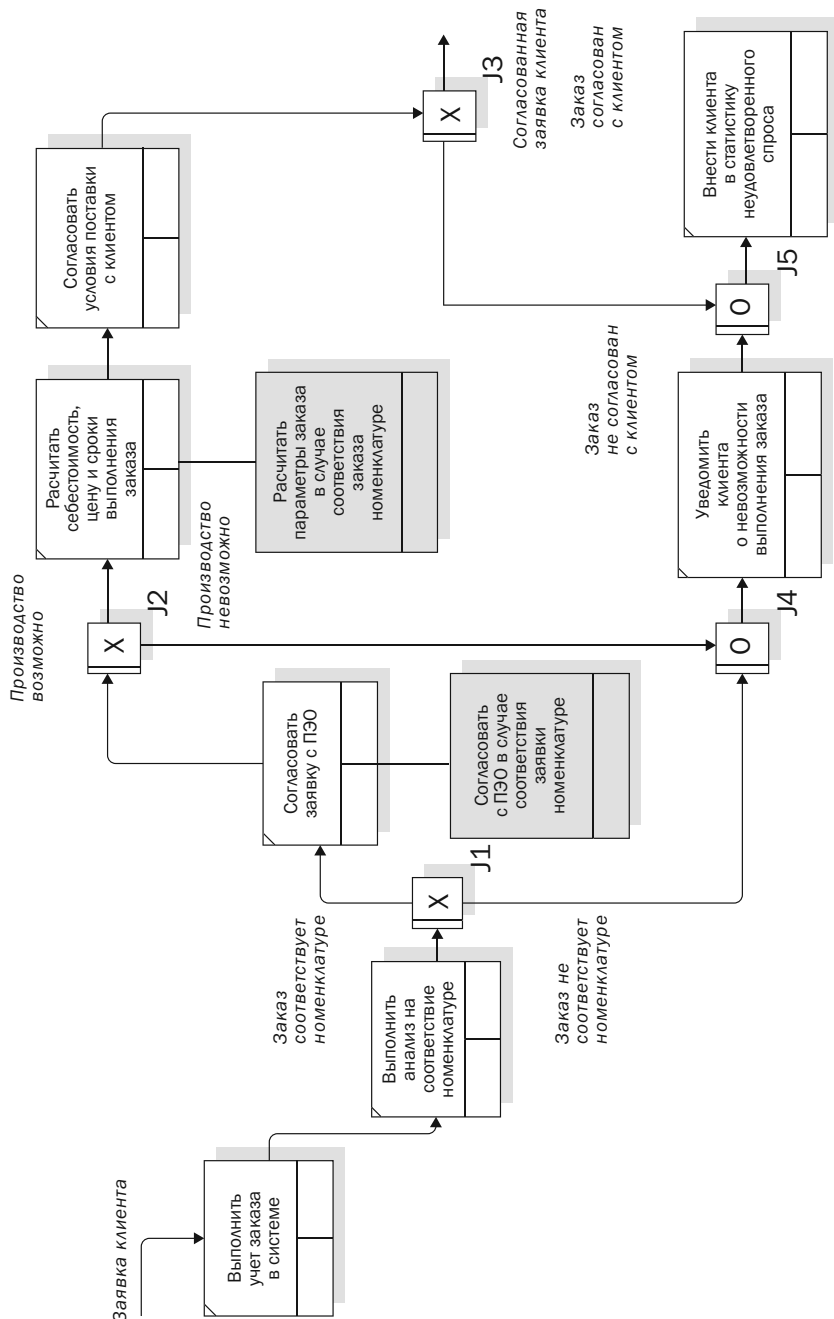 Заявка клиента
Выполнить
учет заказа
в системе
Выполнить
анализ на
соответствие
номенклатуре
Заказ
соответствует
номенклатуре
Заказ не
соответствует
номенклатуре
X
J1
Согласовать
заявку с ПЭО
Согласовать
с ПЭО в случае
соответствия
заявки
номенклатуре
Производство
возможно
X
J2
Производство
невозможно
O
J4
Расчитать
себестоимость,
цену и сроки
выполнения
заказа
Расчитать
параметры заказа
в случае
соответствия
заказа
номенклатуре
Уведомить
клиента
о невозможности
выполнения заказа
Согласовать
условия поставки
с клиентом
Заказ
не согласован
с клиентом
O
J5
X
J3
Согласованная
заявка клиента
Заказ
согласован
с клиентом
Внести клиента
в статистику
неудовлетворенного
спроса